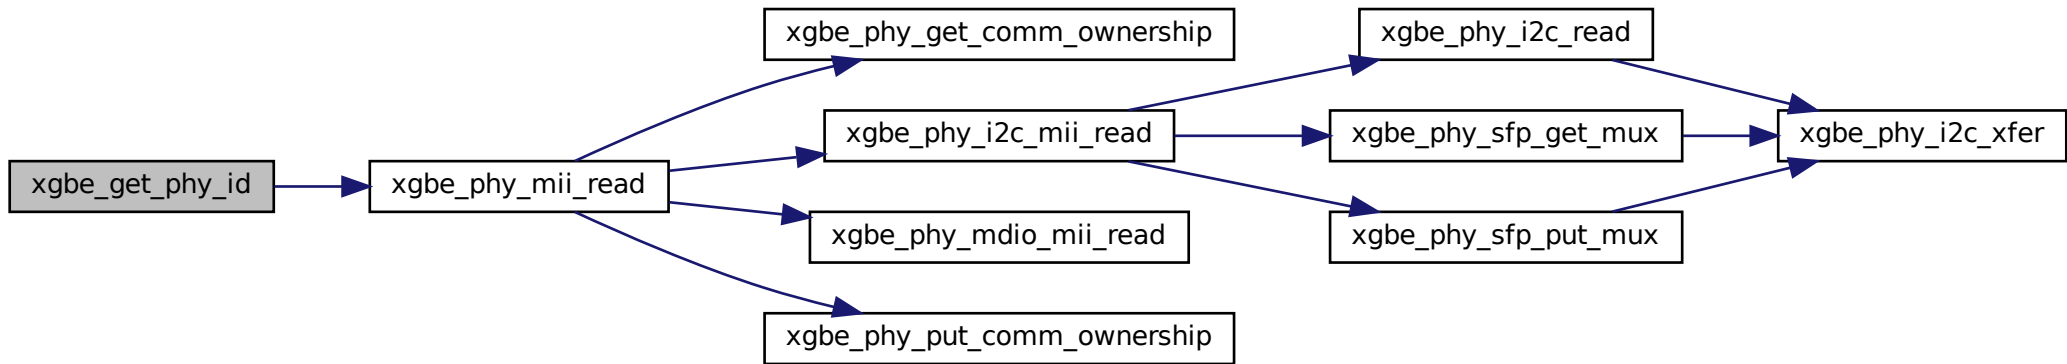 xgbe_get_phy_id
xgbe_phy_mii_read
xgbe_phy_get_comm_ownership
xgbe_phy_i2c_mii_read
xgbe_phy_mdio_mii_read
xgbe_phy_put_comm_ownership
xgbe_phy_i2c_read
xgbe_phy_sfp_get_mux
xgbe_phy_sfp_put_mux
xgbe_phy_i2c_xfer